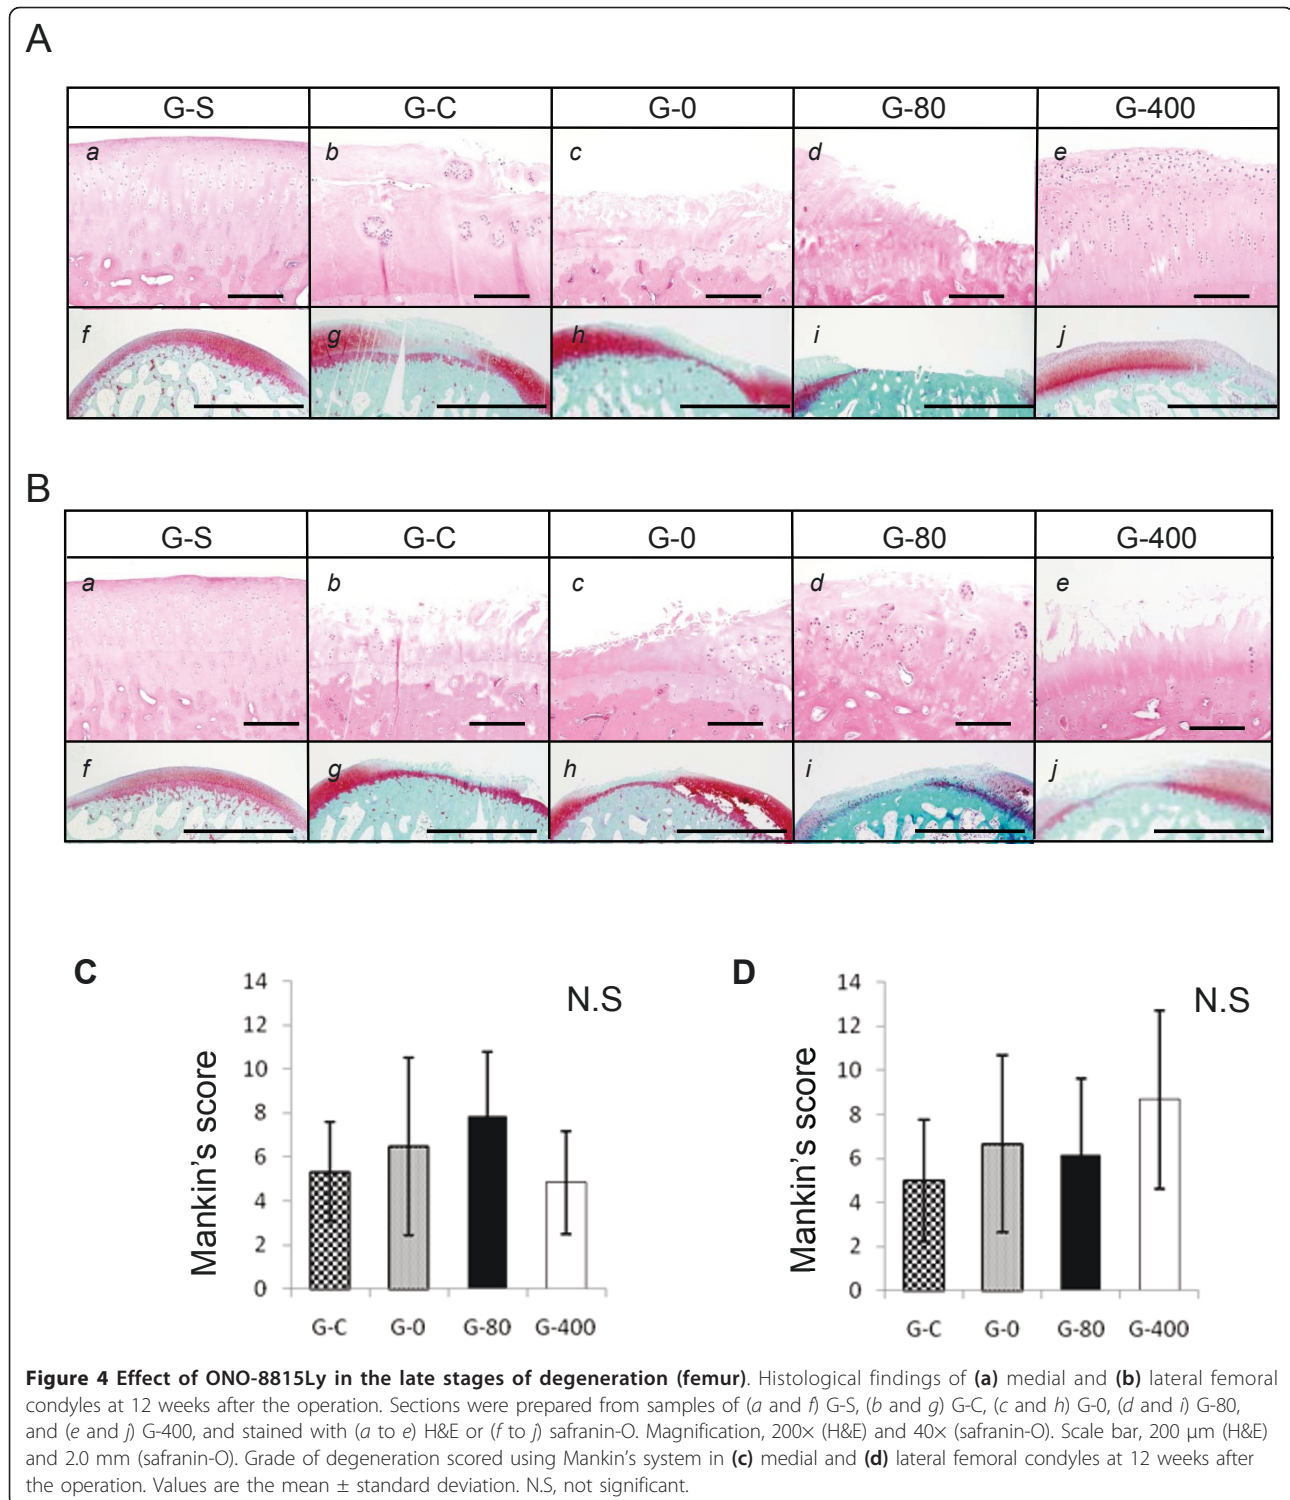 A
G-S G-C G-0 G-80 G-400
a b c d e
f g h i j
B
G-S G-C G-0 G-80 G-400
a b c d e
f g h i j
C
N.S
Mankin's score
14
12
10
8
6
4
2
0
G-C G-0 G-80 G-400
D
N.S
Mankin's score
14
12
10
8
6
4
2
0
G-C G-0 G-80 G-400
Figure 4 Effect of ONO-8815Ly in the late stages of degeneration (femur). Histological findings of (a) medial and (b) lateral femoral
condyles at 12 weeks after the operation. Sections were prepared from samples of (a and f) G-S, (b and g) G-C, (c and h) G-0, (d and i) G-80,
and (e and j) G-400, and stained with (a to e) H&E or (f to j) safranin-O. Magnification, 200× (H&E) and 40× (safranin-O). Scale bar, 200 μm (H&E)
and 2.0 mm (safranin-O). Grade of degeneration scored using Mankin's system in (c) medial and (d) lateral femoral condyles at 12 weeks after
the operation. Values are the mean ± standard deviation. N.S, not significant.